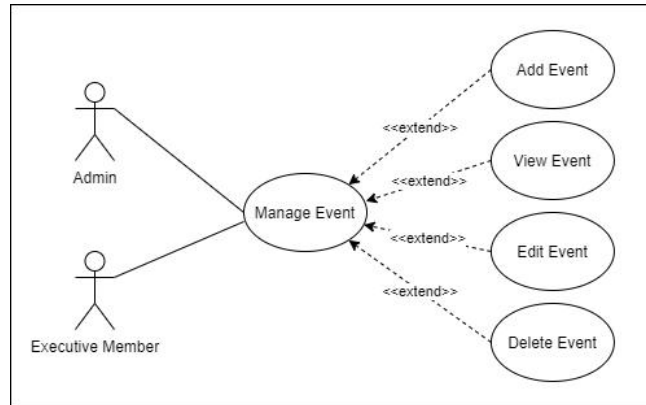 Add Event
<<extend>>
View Event
Admin
<<extend>>
Manage Event
<<extend>>
Edit Event
<<extend>>
Executive Member
Delete Event